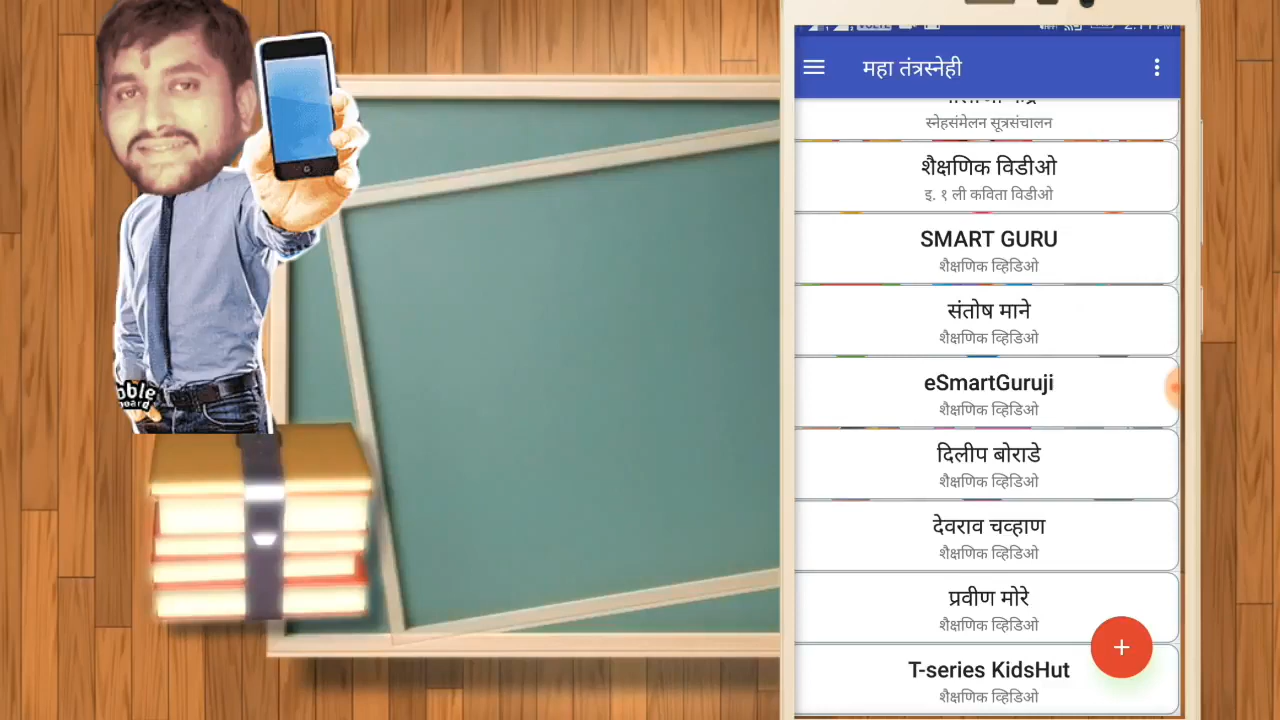 महा तंत्रस्नेही
स्नेहसंमेलन सूत्रसंचालन
शैक्षणिक विडीओ
इ. १ ली कविता विडीओ
SMART GURU
शैक्षणिक व्हिडिओ
संतोष माने
शैक्षणिक व्हिडिओ
eSmartGuruji
शैक्षणिक व्हिडिओ
दिलीप बोराडे
शैक्षणिक व्हिडिओ
देवराव चव्हाण
शैक्षणिक व्हिडिओ
प्रवीण मोरे
शैक्षणिक व्हिडिओ
+
T-series KidsHut
शैक्षणिक व्हिडिओ